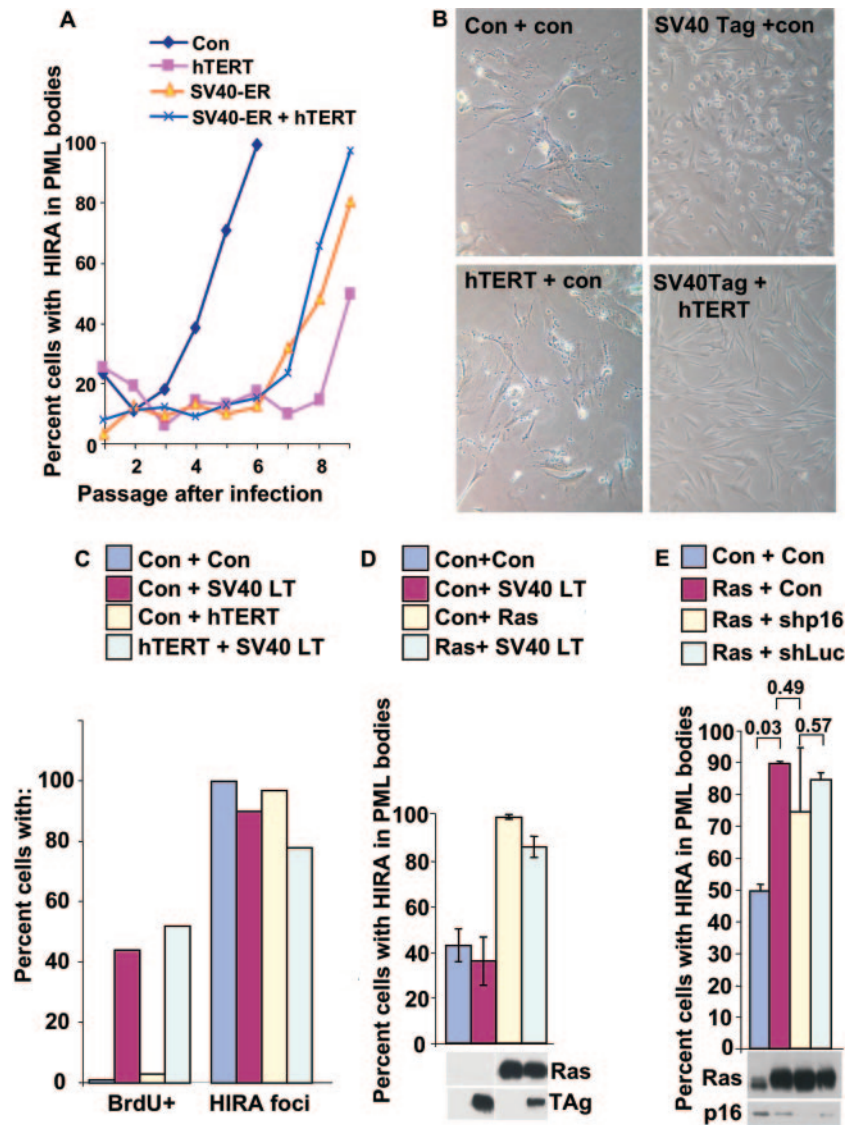 A
Con
hTERT
SV40-ER
SV40-ER + hTERT
Percent cells with HIRA in PML bodies
100
80
60
40
20
0
2
4
6
8
Passage after infection
B
Con + con
SV40 Tag +con
hTERT + con
SV40Tag +
hTERT
C
Con + Con
Con + SV40 LT
Con + hTERT
hTERT + SV40 LT
Percent cells with:
100
80
60
40
20
0
BrdU+
HIRA foci
D
Con+Con
Con+ SV40 LT
Con+ Ras
Ras+ SV40 LT
Percent cells with HIRA in PML bodies
100
80
60
40
20
0
Ras
TAg
E
Con + Con
Ras + Con
Ras + shp16
Ras + shLuc
Percent cells with HIRA in PML bodies
0.49
0.03
0.57
100
90
80
70
60
50
40
30
20
10
0
Ras
p16